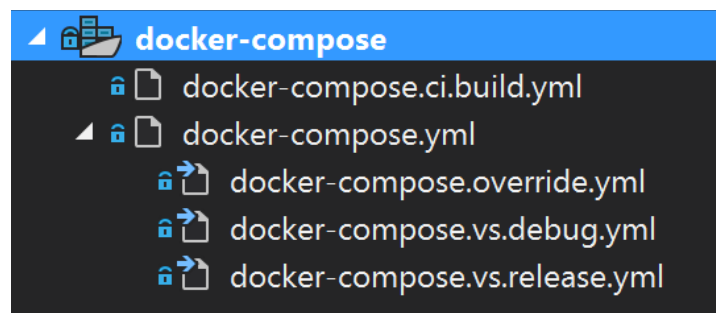 docker-compose
docker-compose.ci.build.yml
docker-compose.yml
docker-compose.override.yml
docker-compose.vs.debug.yml
docker-compose.vs.release.yml